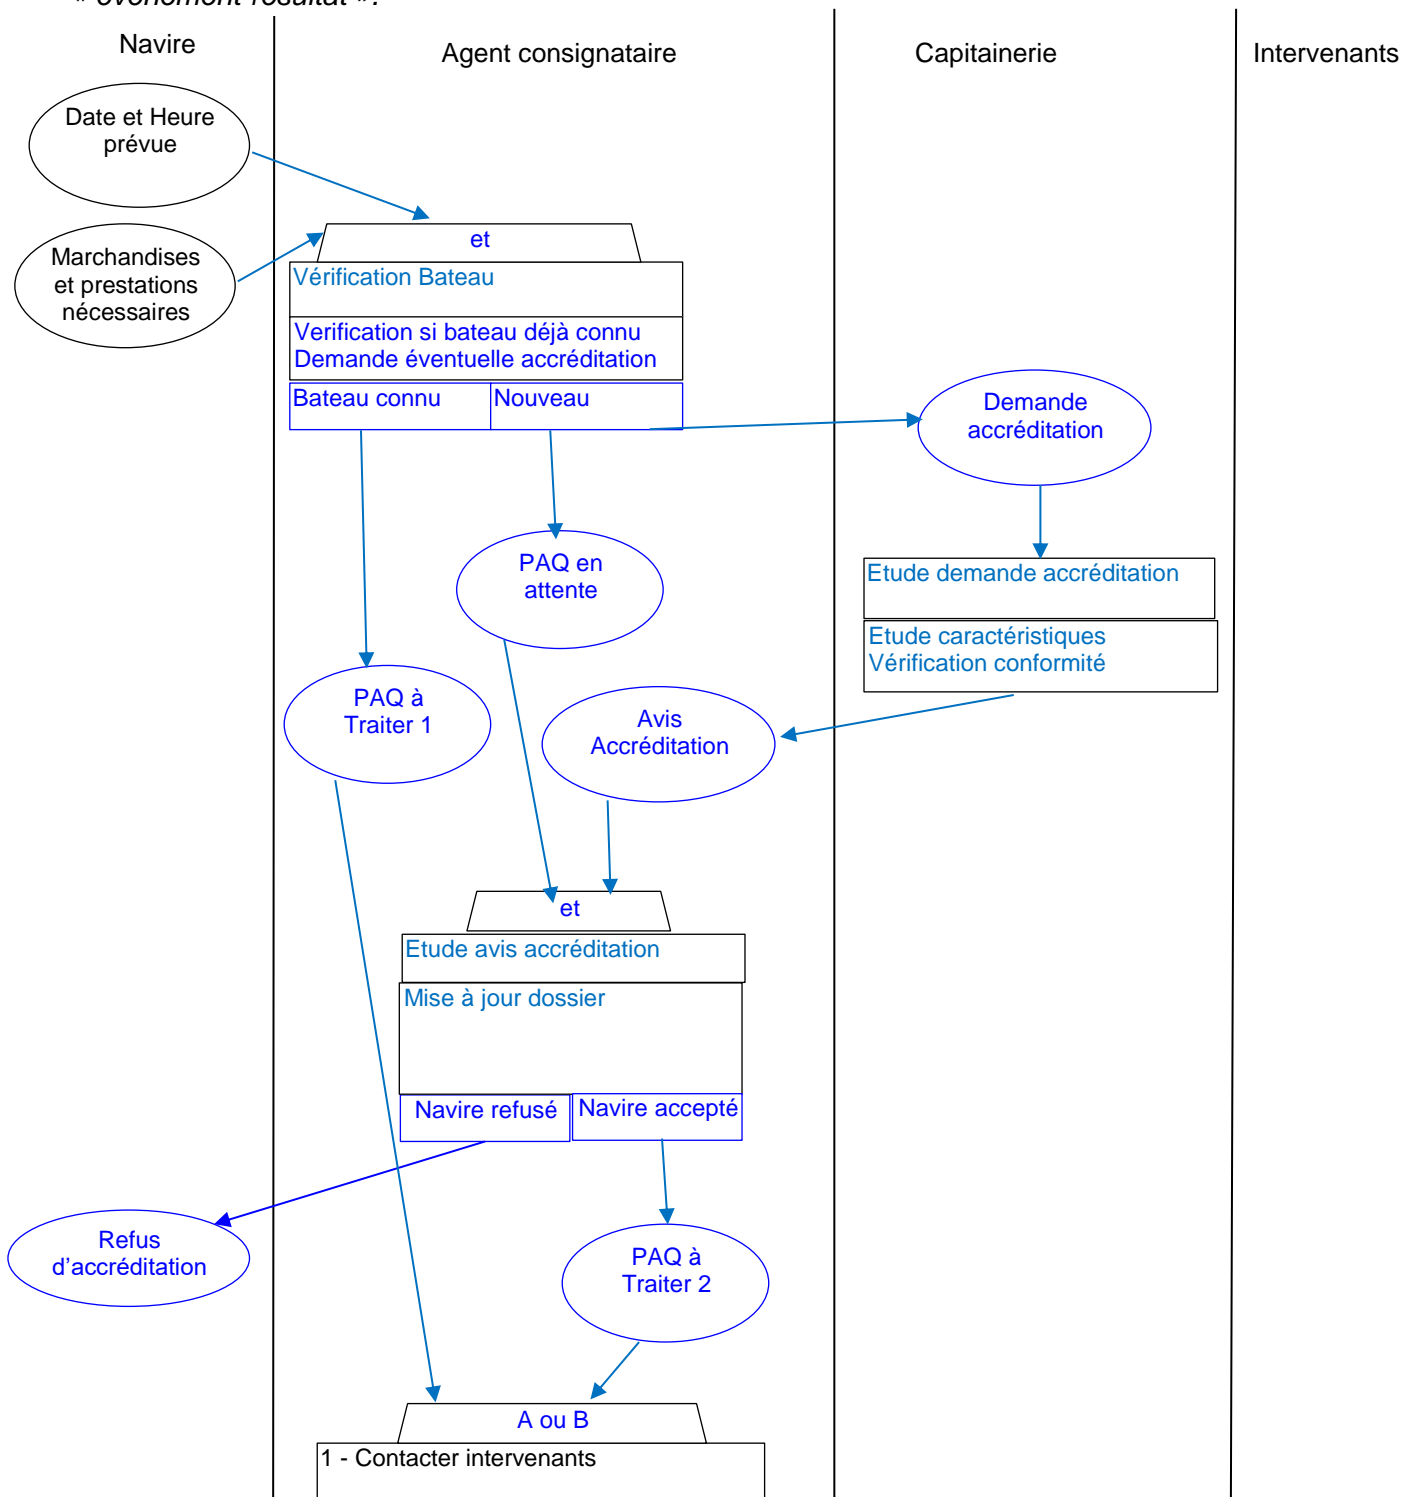 « évènement résultat ».
Navire
Agent consignataire
Capitainerie
Intervenants
Date et Heure
prévue
Marchandises
et prestations
nécessaires
et
Vérification Bateau
Verification si bateau déjà connu
Demande éventuelle accréditation
Bateau connu
Nouveau
Demande
accréditation
PAQ en
attente
Etude demande accréditation
Etude caractéristiques
Vérification conformité
PAQ à
Traiter 1
Avis
Accréditation
et
Etude avis accréditation
Mise à jour dossier
Navire refusé
Navire accepté
Refus
d’accréditation
PAQ à
Traiter 2
A ou B
1 - Contacter intervenants